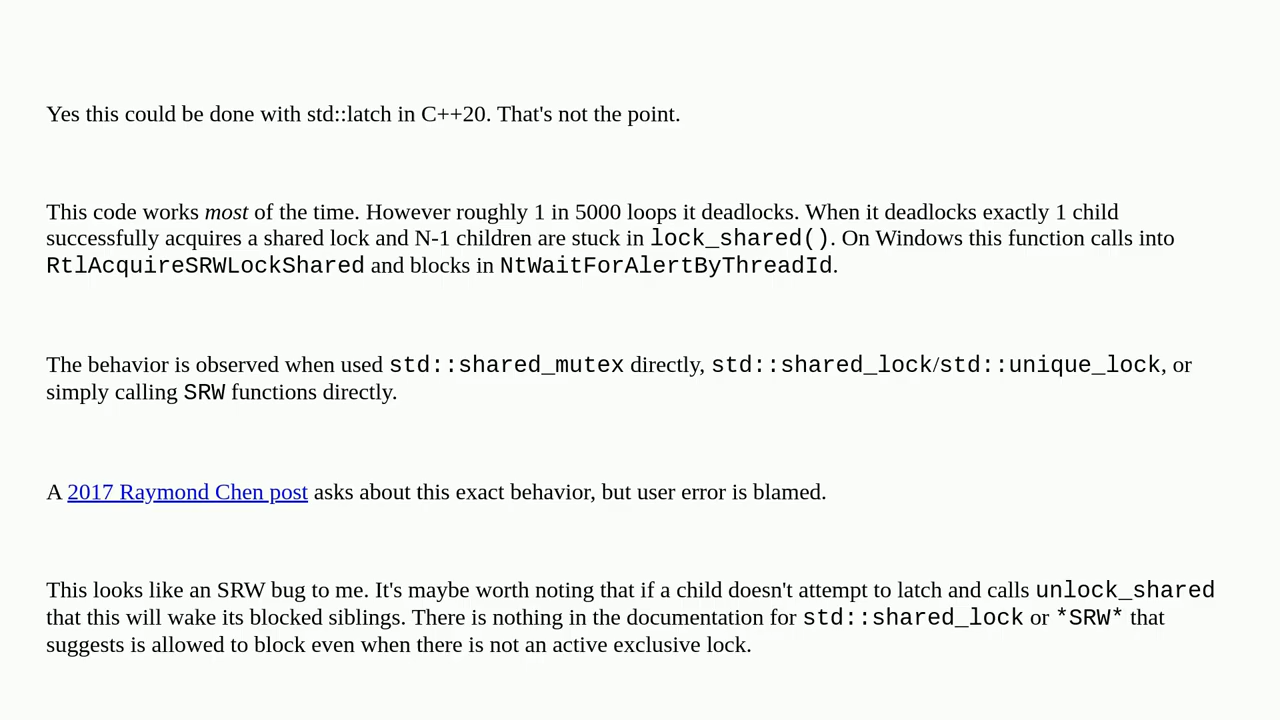 Yes this could be done with std::latch in C++20. That's not the point.
This code works most of the time. However roughly 1 in 5000 loops it deadlocks. When it deadlocks exactly 1 child
successfully acquires a shared lock and N-1 children are stuck in lock_shared(). On Windows this function calls into
RtlAcquireSRWLockShared and blocks in NtWaitForAlertByThreadId.
The behavior is observed when used std::shared_mutex directly, std::shared_lock/std::unique_lock, or
simply calling SRW functions directly.
A 2017 Raymond Chen post asks about this exact behavior, but user error is blamed.
This looks like an SRW bug to me. It's maybe worth noting that if a child doesn't attempt to latch and calls unlock_shared
that this will wake its blocked siblings. There is nothing in the documentation for std::shared_lock or *SRW* that
suggests is allowed to block even when there is not an active exclusive lock.